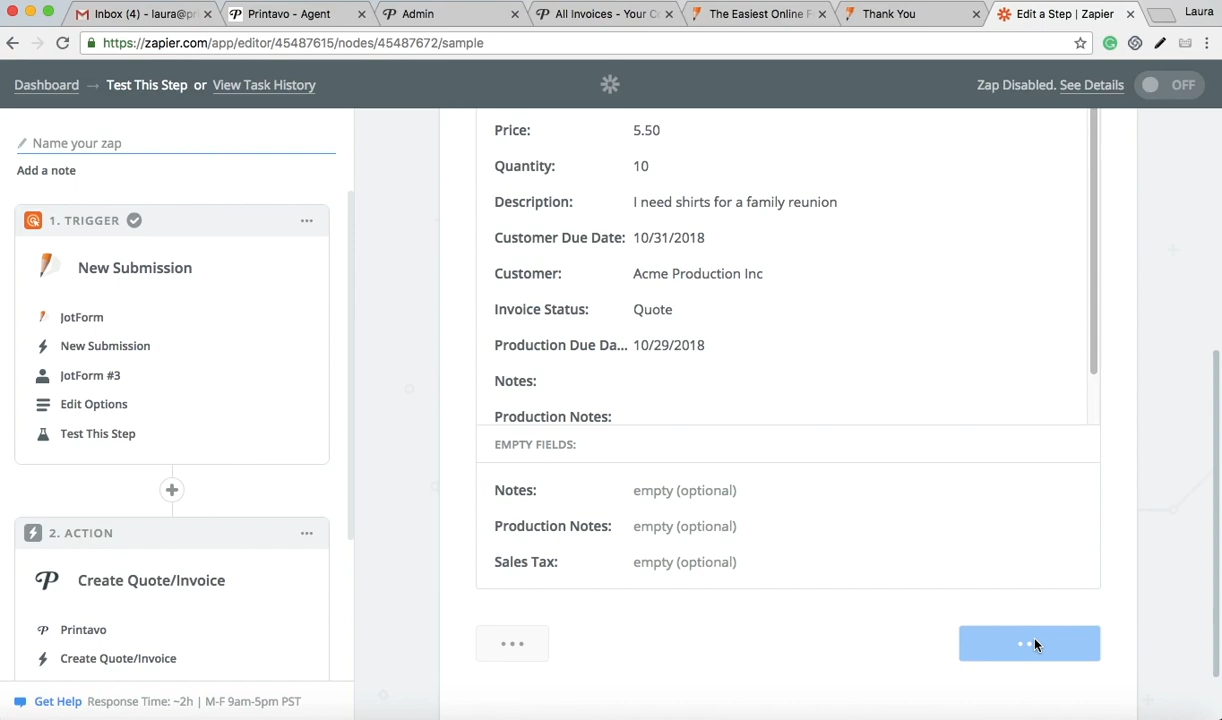 Inbox (4) - laura@pr
Printavo - Agent
Admin
All Invoices - Your C
The Easiest Online F
Thank You
Edit a Step | Zapier
Laura
https://zapier.com/app/editor/45487615/nodes/45487672/sample
Dashboard → Test This Step or View Task History
Zap Disabled. See Details OFF
Name your zap
Add a note
1. TRIGGER
New Submission
JotForm
New Submission
JotForm #3
Edit Options
Test This Step
2. ACTION
Create Quote/Invoice
Printavo
Create Quote/Invoice
Get Help Response Time: ~2h | M-F 9am-5pm PST
Price: 5.50
Quantity: 10
Description: I need shirts for a family reunion
Customer Due Date: 10/31/2018
Customer: Acme Production Inc
Invoice Status: Quote
Production Due Da... 10/29/2018
Notes:
Production Notes:
EMPTY FIELDS:
Notes: empty (optional)
Production Notes: empty (optional)
Sales Tax: empty (optional)